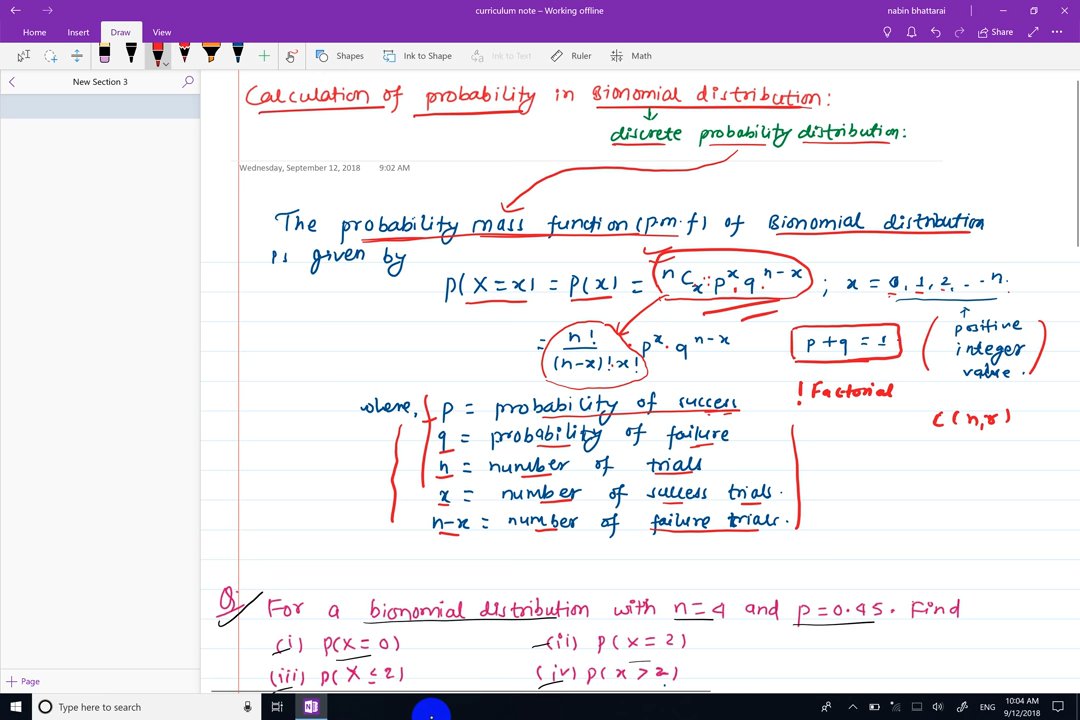 curriculum note – Working offline
nabin bhattarai
Home Insert Draw View
Share
Shapes Ink to Shape Ink to Text Ruler Math
New Section 3
Calculation of probability in Bionomial distribution:
discrete probability distribution:
Wednesday, September 12, 2018 9:02 AM
The probability mass function (p.m.f) of Bionomial distribution
is given by
P(X=x) = P(x) = nCx · p^x · q^n-x ; x = 0, 1, 2, ... n.
= n! / (n-x)! x! · p^x · q^n-x
p + q = 1
( positive
integer
value. )
! Factorial
C(n,r)
where, p = probability of success
q = probability of failure
n = number of trials
x = number of success trials.
n-x = number of failure trials.
Q: For a bionomial distribution with n=4 and p=0.45. Find
(i) P(X=0) (ii) P(x=2)
(iii) P(X≤2) (iv) P(x>2)
+ Page
Type here to search
ENG
10:04 AM
9/12/2018